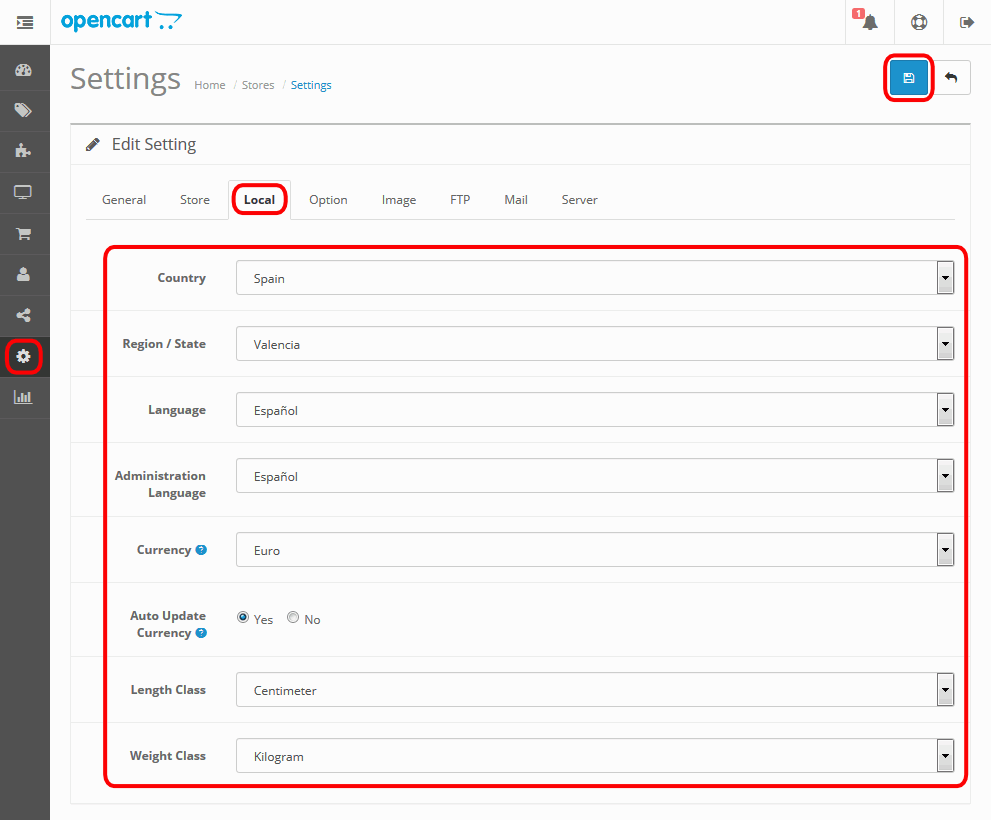 opencart
1
Settings
Home / Stores / Settings
Edit Setting
General Store Local Option Image FTP Mail Server
Country Spain
Region / State Valencia
Language Español
Administration
Language Español
Currency ? Euro
Auto Update
Currency ? Yes No
Length Class Centimeter
Weight Class Kilogram